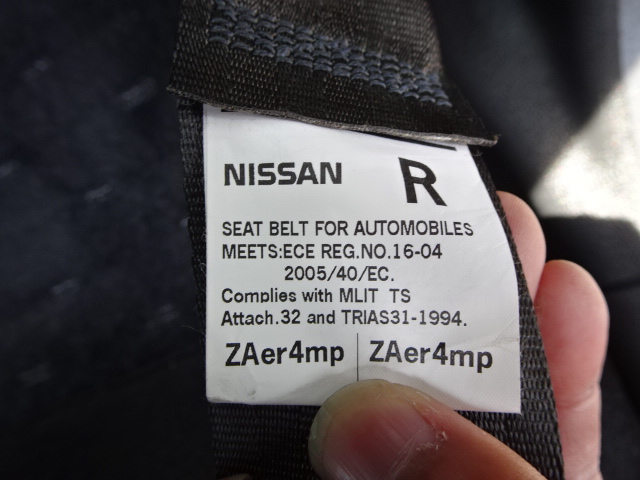 NISSAN R
SEAT BELT FOR AUTOMOBILES
MEETS:ECE REG.NO.16-04
2005/40/EC.
Complies with MLIT TS
Attach.32 and TRIAS31-1994.
ZAer4mp ZAer4mp